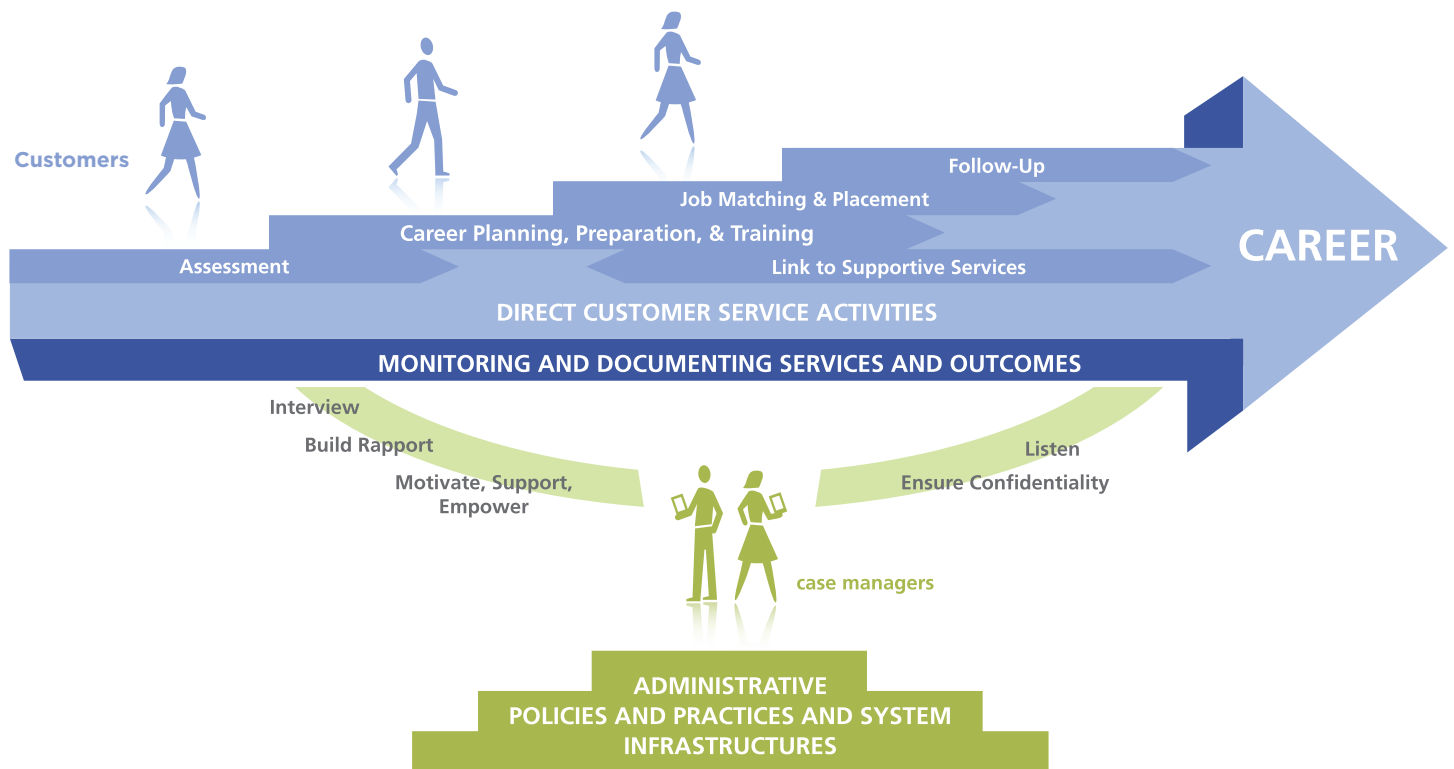 Customers
Follow-Up
Job Matching & Placement
Career Planning, Preparation, & Training
Assessment
Link to Supportive Services
CAREER
DIRECT CUSTOMER SERVICE ACTIVITIES
MONITORING AND DOCUMENTING SERVICES AND OUTCOMES
Interview
Build Rapport
Motivate, Support,
Empower
Listen
Ensure Confidentiality
case managers
ADMINISTRATIVE
POLICIES AND PRACTICES AND SYSTEM
INFRASTRUCTURES